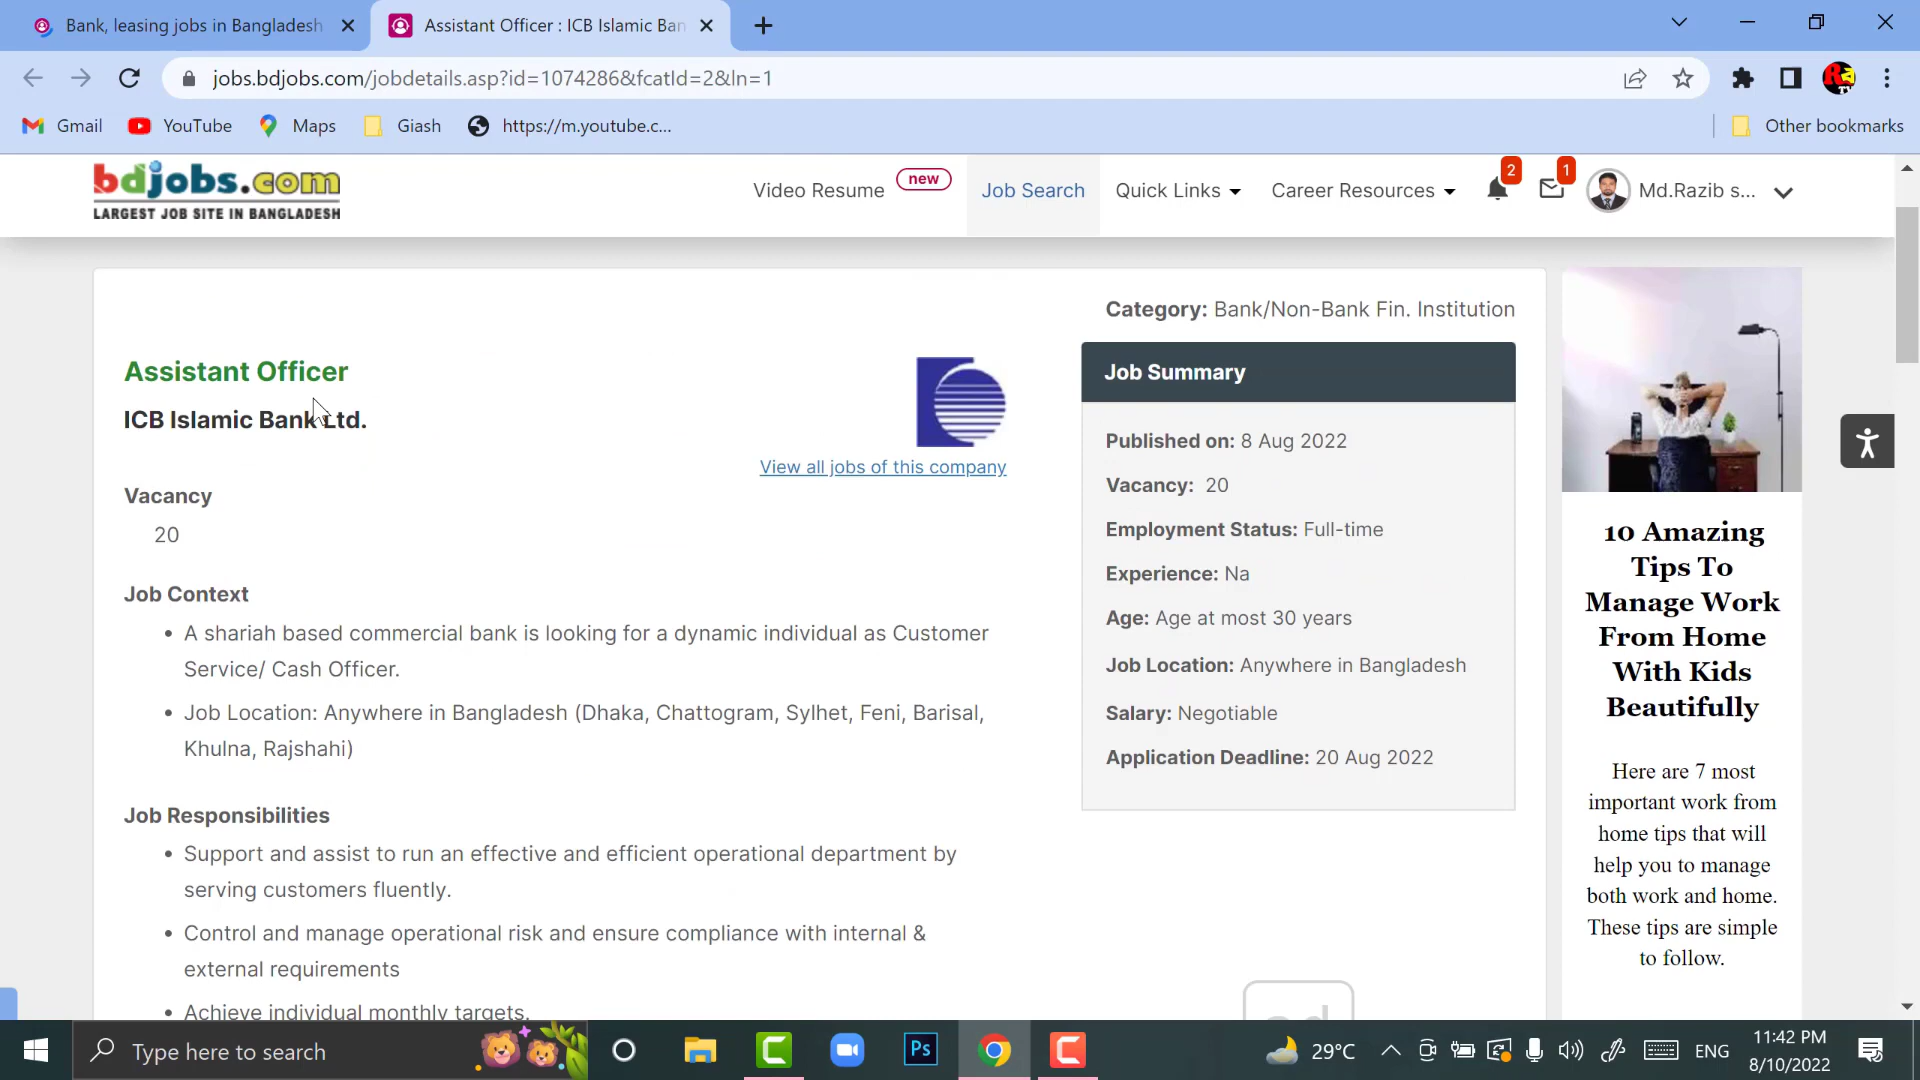 Bank, leasing jobs in Bangladesh
Assistant Officer : ICB Islamic Ban
jobs.bdjobs.com/jobdetails.asp?id=1074286&fcatId=2&ln=1
Gmail
YouTube
Maps
Giash
https://m.youtube.c...
Other bookmarks
bdjobs.com
LARGEST JOB SITE IN BANGLADESH
Video Resume
new
Job Search
Quick Links
Career Resources
2
1
Md.Razib s...
Category: Bank/Non-Bank Fin. Institution
Assistant Officer
ICB Islamic Bank Ltd.
View all jobs of this company
Vacancy
20
Job Context
• A shariah based commercial bank is looking for a dynamic individual as Customer
Service/ Cash Officer.
• Job Location: Anywhere in Bangladesh (Dhaka, Chattogram, Sylhet, Feni, Barisal,
Khulna, Rajshahi)
Job Responsibilities
• Support and assist to run an effective and efficient operational department by
serving customers fluently.
• Control and manage operational risk and ensure compliance with internal &
external requirements
• Achieve individual monthly targets.
Job Summary
Published on: 8 Aug 2022
Vacancy: 20
Employment Status: Full-time
Experience: Na
Age: Age at most 30 years
Job Location: Anywhere in Bangladesh
Salary: Negotiable
Application Deadline: 20 Aug 2022
10 Amazing
Tips To
Manage Work
From Home
With Kids
Beautifully
Here are 7 most
important work from
home tips that will
help you to manage
both work and home.
These tips are simple
to follow.
Type here to search
Ps
29°C
ENG
11:42 PM
8/10/2022